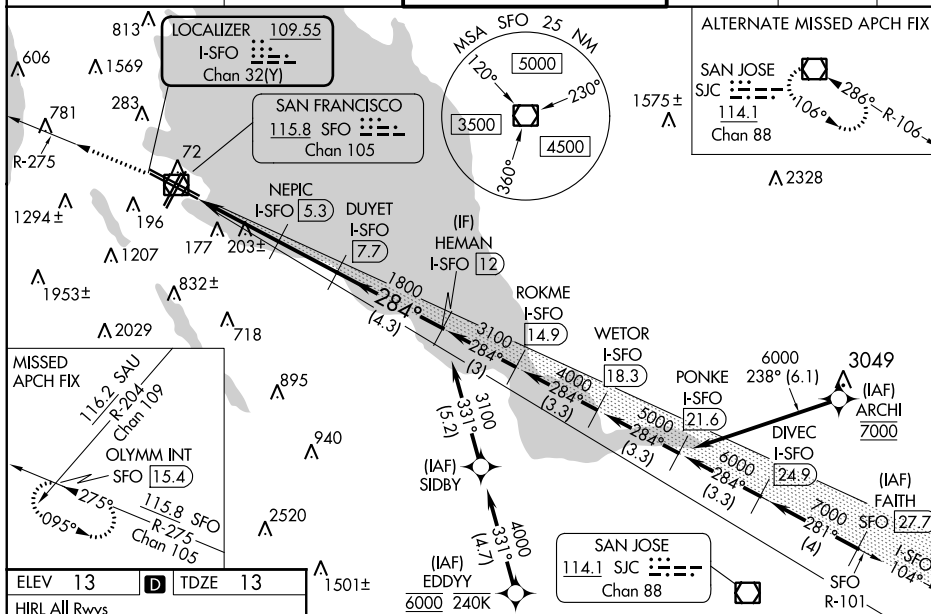 813
LOCALIZER 109.55
I-SFO
Chan 32(Y)
606
1569
283
781
R-275
SAN FRANCISCO
115.8 SFO
Chan 105
72
MSA SFO 25 NM
120°
5000
230°
3500
4500
360°
1575 ±
ALTERNATE MISSED APCH FIX
SAN JOSE
SJC
114.1
Chan 88
106°
286°
R-106
2328
1294 ±
196
177
203±
1207
1953±
832±
2029
718
NEPIC
I-SFO 5.3
DUYET
I-SFO
7.7
(IF)
HEMAN
I-SFO 12
1800
284°
(4.3)
ROKME
I-SFO
14.9
3100
284°
(3)
WETOR
I-SFO
18.3
4000
284°
(3.3)
PONKE
I-SFO
21.6
5000
284°
(3.3)
6000
238° (6.1)
3049
(IAF)
ARCHI
7000
DIVEC
I-SFO
24.9
6000
284°
(3.3)
(IAF)
FAITH
SFO 27.7
7000
281°
(4)
I-SFO
104°
SFO
R-101
MISSED
APCH FIX
116.2 SAU
R-204
Chan 109
OLYMM INT
SFO 15.4
275°
095°
115.8 SFO
R-275
Chan 105
895
940
2520
1501±
3100
331°
(5.2)
(IAF)
SIDBY
4000
331°
(4.7)
(IAF)
EDDYY
6000 240K
SAN JOSE
114.1 SJC
Chan 88
ELEV 13 D TDZE 13
HIRL All Rwys